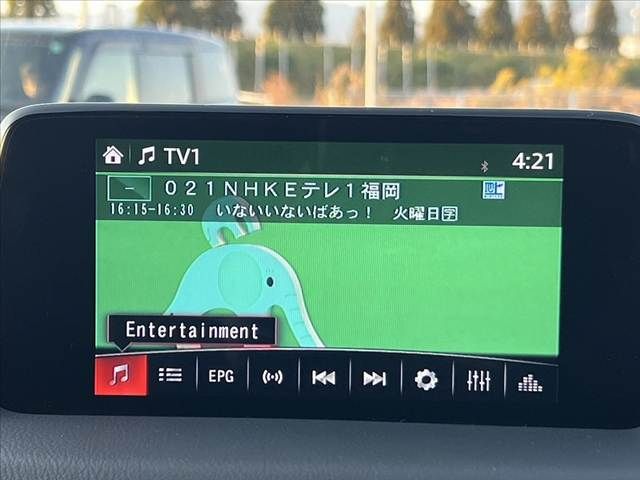 TV1 4:21
021NHKEテレ1福岡
16:15-16:30 いないいないばあっ! 火曜日字
Entertainment
EPG